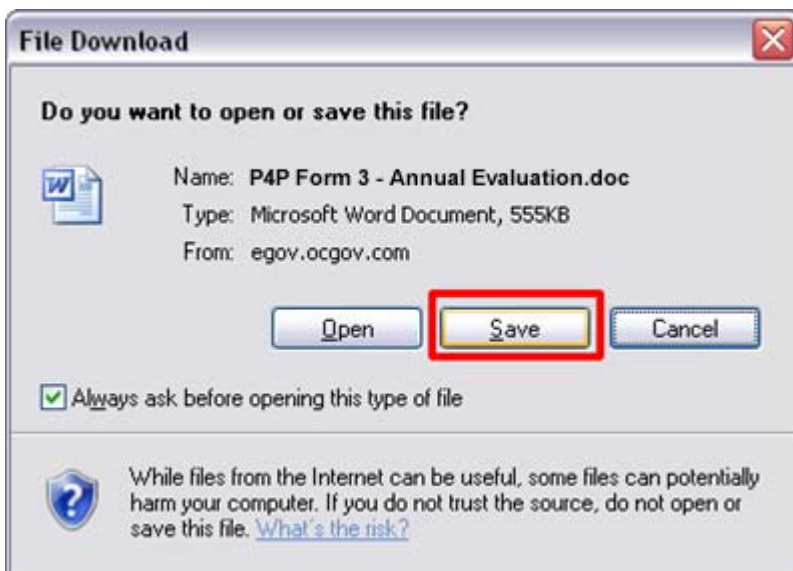 File Download
Do you want to open or save this file?
Name: P4P Form 3 - Annual Evaluation.doc
Type: Microsoft Word Document, 555KB
From: egov.ocgov.com
Open Save Cancel
Always ask before opening this type of file
While files from the Internet can be useful, some files can potentially
harm your computer. If you do not trust the source, do not open or
save this file. What's the risk?